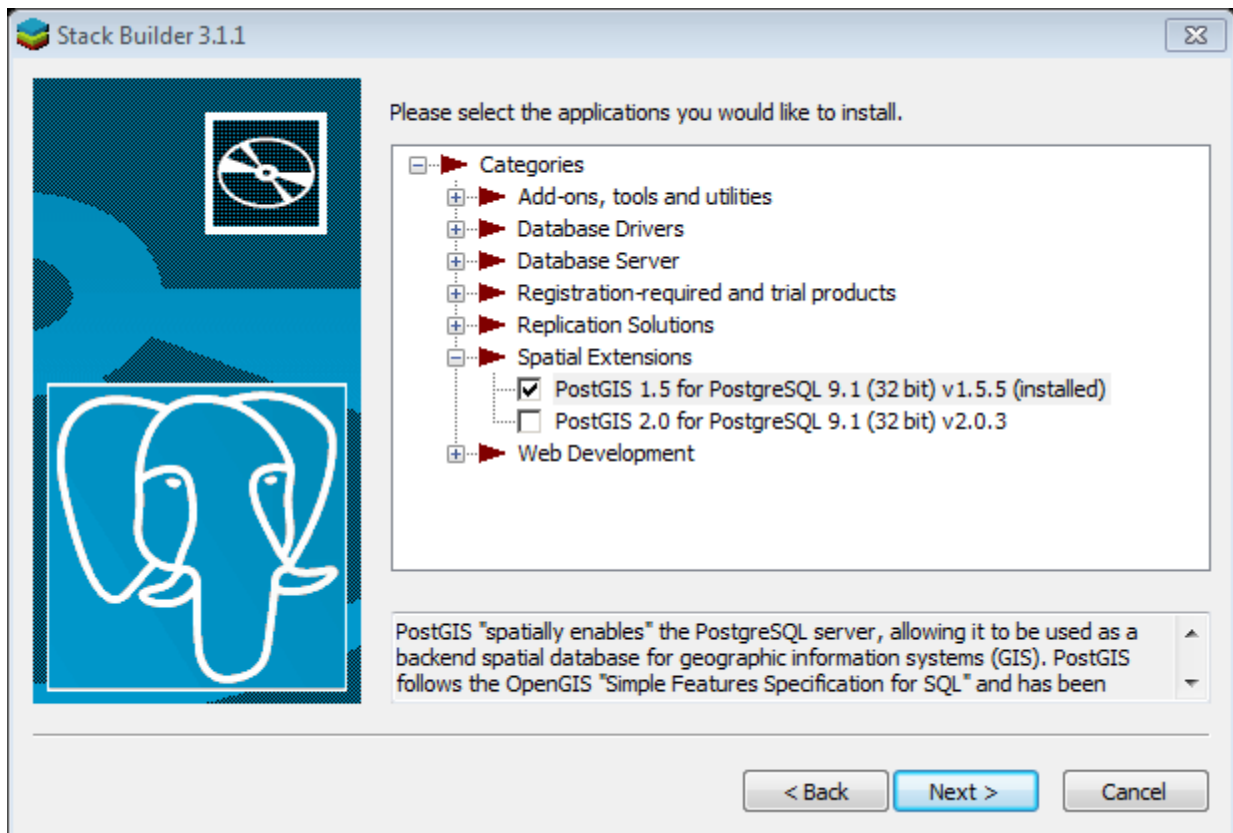 Stack Builder 3.1.1
Please select the applications you would like to install.
Categories
Add-ons, tools and utilities
Database Drivers
Database Server
Registration-required and trial products
Replication Solutions
Spatial Extensions
PostGIS 1.5 for PostgreSQL 9.1 (32 bit) v1.5.5 (installed)
PostGIS 2.0 for PostgreSQL 9.1 (32 bit) v2.0.3
Web Development
PostGIS "spatially enables" the PostgreSQL server, allowing it to be used as a
backend spatial database for geographic information systems (GIS). PostGIS
follows the OpenGIS "Simple Features Specification for SQL" and has been
< Back Next > Cancel